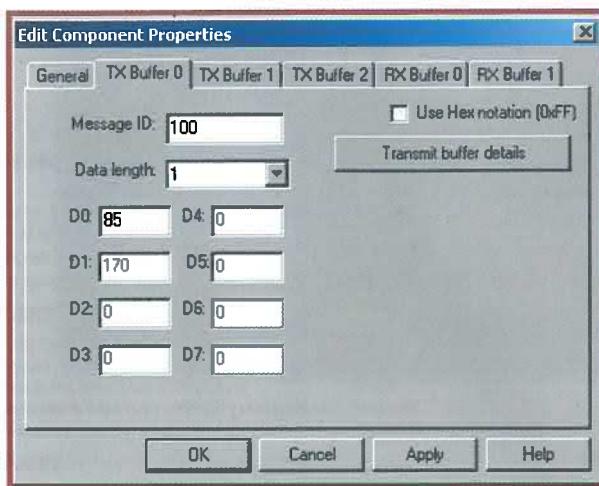 Edit Component Properties
General TX Buffer 0 TX Buffer 1 TX Buffer 2 RX Buffer 0 RX Buffer 1
Message ID: 100
Use Hex notation (0xFF)
Data length: 1
Transmit buffer details
D0: 85 D4: 0
D1: 170 D5: 0
D2: 0 D6: 0
D3: 0 D7: 0
OK Cancel Apply Help